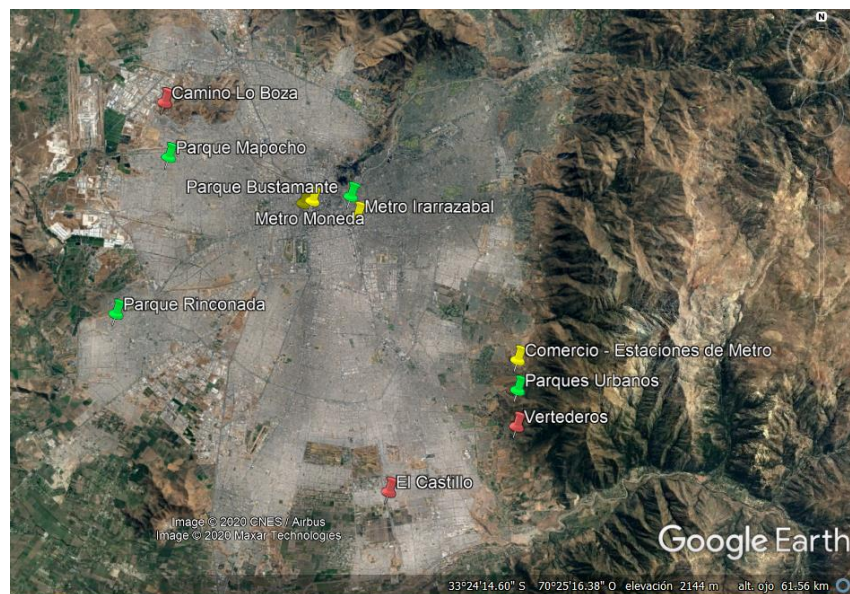 N
Camino Lo Boza
Parque Mapocho
Parque Bustamante
Metro Irarrazabal
Metro Moneda
Parque Rinconada
Comercio - Estaciones de Metro
Parques Urbanos
Vertederos
El Castillo
Image © 2020 CNES / Airbus
Image © 2020 Maxar Technologies
Google Earth
33°24'14.60" S 70°25'16.38" O elevación 2144 m alt. ojo 61.56 km